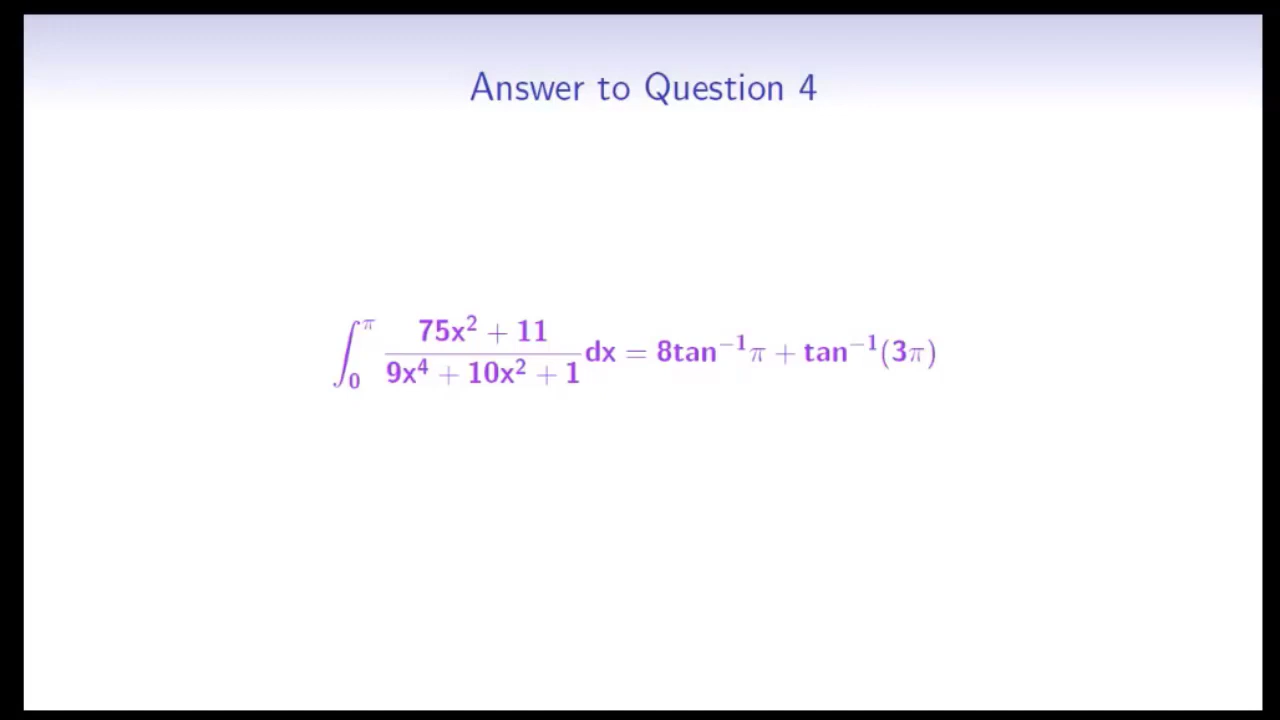 Answer to Question 4
∫₀^π (75x² + 11)/(9x⁴ + 10x² + 1) dx = 8tan⁻¹π + tan⁻¹(3π)